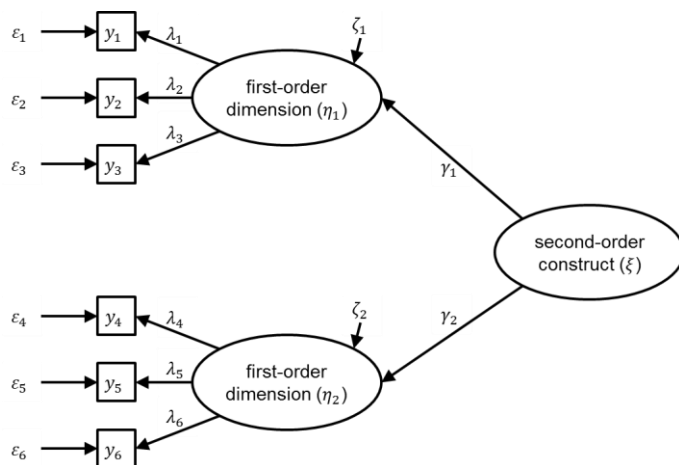 ε₁
y₁
λ₁
ζ₁
ε₂
y₂
λ₂
first-order
dimension (η₁)
ε₃
y₃
λ₃
γ₁
second-order
construct (ξ)
ε₄
y₄
λ₄
ζ₂
γ₂
ε₅
y₅
λ₅
first-order
dimension (η₂)
ε₆
y₆
λ₆